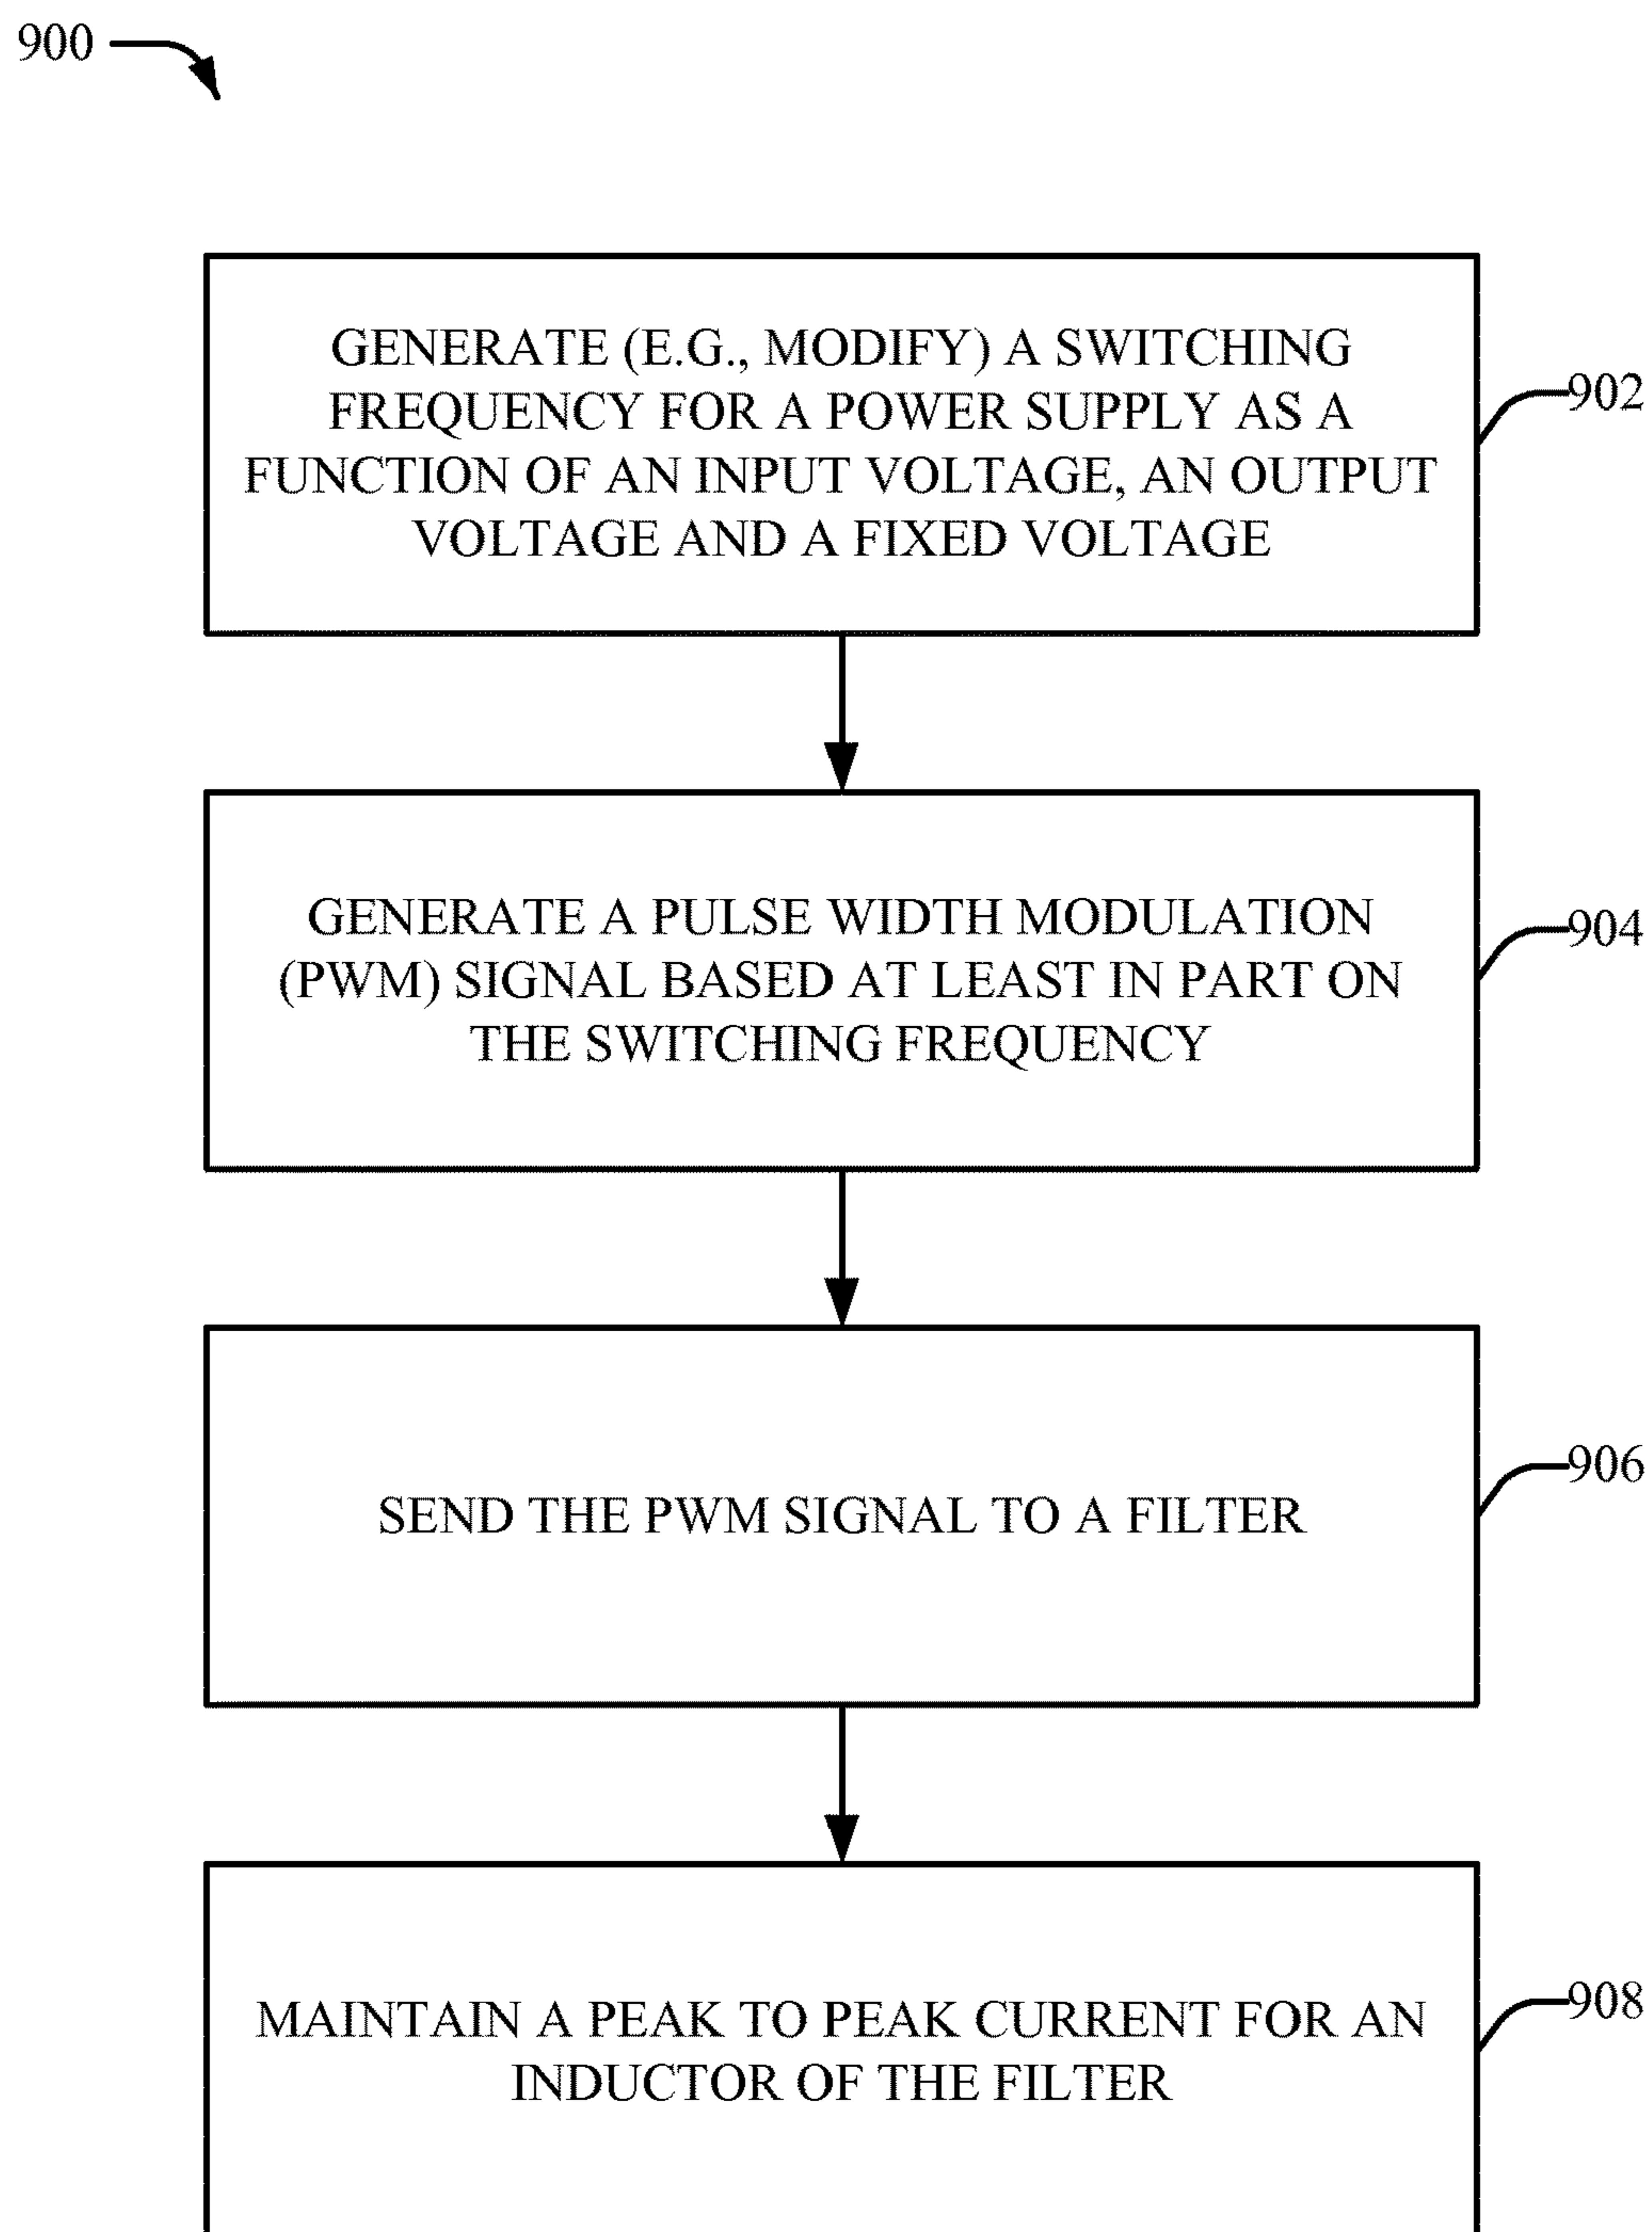 900
GENERATE (E.G., MODIFY) A SWITCHING
FREQUENCY FOR A POWER SUPPLY AS A
FUNCTION OF AN INPUT VOLTAGE, AN OUTPUT
VOLTAGE AND A FIXED VOLTAGE
902
GENERATE A PULSE WIDTH MODULATION
(PWM) SIGNAL BASED AT LEAST IN PART ON
THE SWITCHING FREQUENCY
904
SEND THE PWM SIGNAL TO A FILTER
906
MAINTAIN A PEAK TO PEAK CURRENT FOR AN
INDUCTOR OF THE FILTER
908